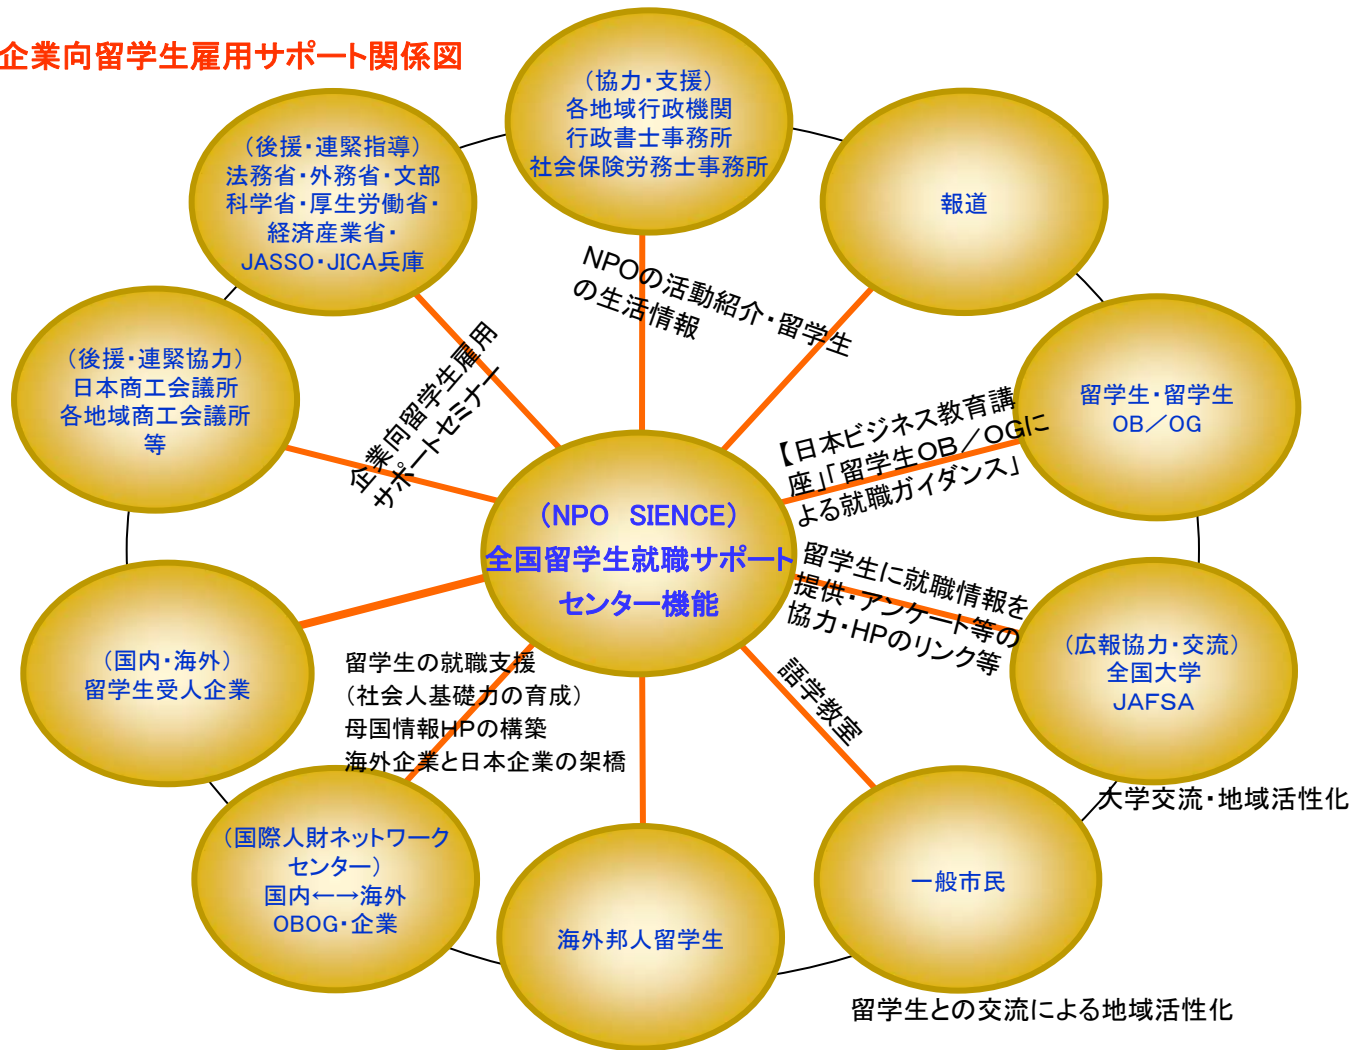 企業向留学生雇用サポート関係図
（協力・支援）
各地域行政機関
行政書士事務所
社会保険労務士事務所
（後援・連緊指導）
法務省・外務省・文部
科学省・厚生労働省・
経済産業省・
JASSO・JICA兵庫
報道
NPOの活動紹介・留学生
の生活情報
（後援・連緊協力）
日本商工会議所
各地域商工会議所
等
企業向留学生雇用
サポートセミナー
留学生・留学生
OB／OG
【日本ビジネス教育講
座」「留学生OB／OGに
よる就職ガイダンス」
（NPO　SIENCE）
全国留学生就職サポート
センター機能
留学生に就職情報を
提供・アンケート等の
協力・HPのリンク等
（広報協力・交流）
全国大学
JAFSA
（国内・海外）
留学生受人企業
留学生の就職支援
（社会人基礎力の育成）
母国情報HPの構築
海外企業と日本企業の架橋
語学教室
大学交流・地域活性化
（国際人財ネットワーク
センター）
国内←→海外
OBOG・企業
海外邦人留学生
一般市民
留学生との交流による地域活性化